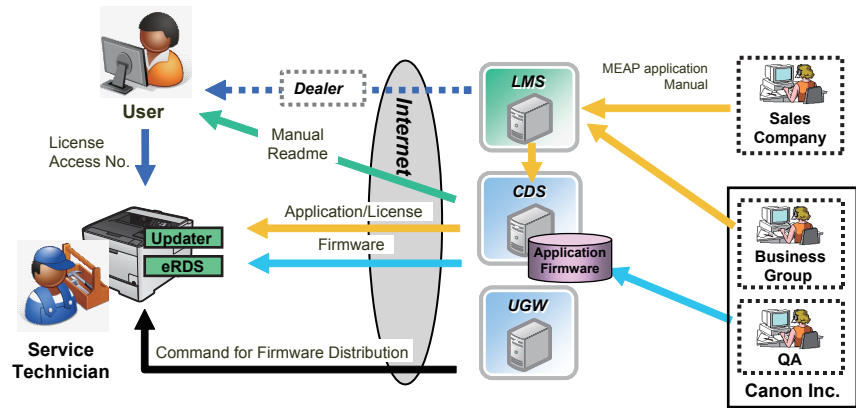 User
Dealer
Internet
LMS
MEAP application
Manual
Sales
Company
License
Access No.
Manual
Readme
CDS
Application/License
Updater
Firmware
eRDS
Application
Firmware
Business
Group
UGW
Service
Technician
Command for Firmware Distribution
QA
Canon Inc.